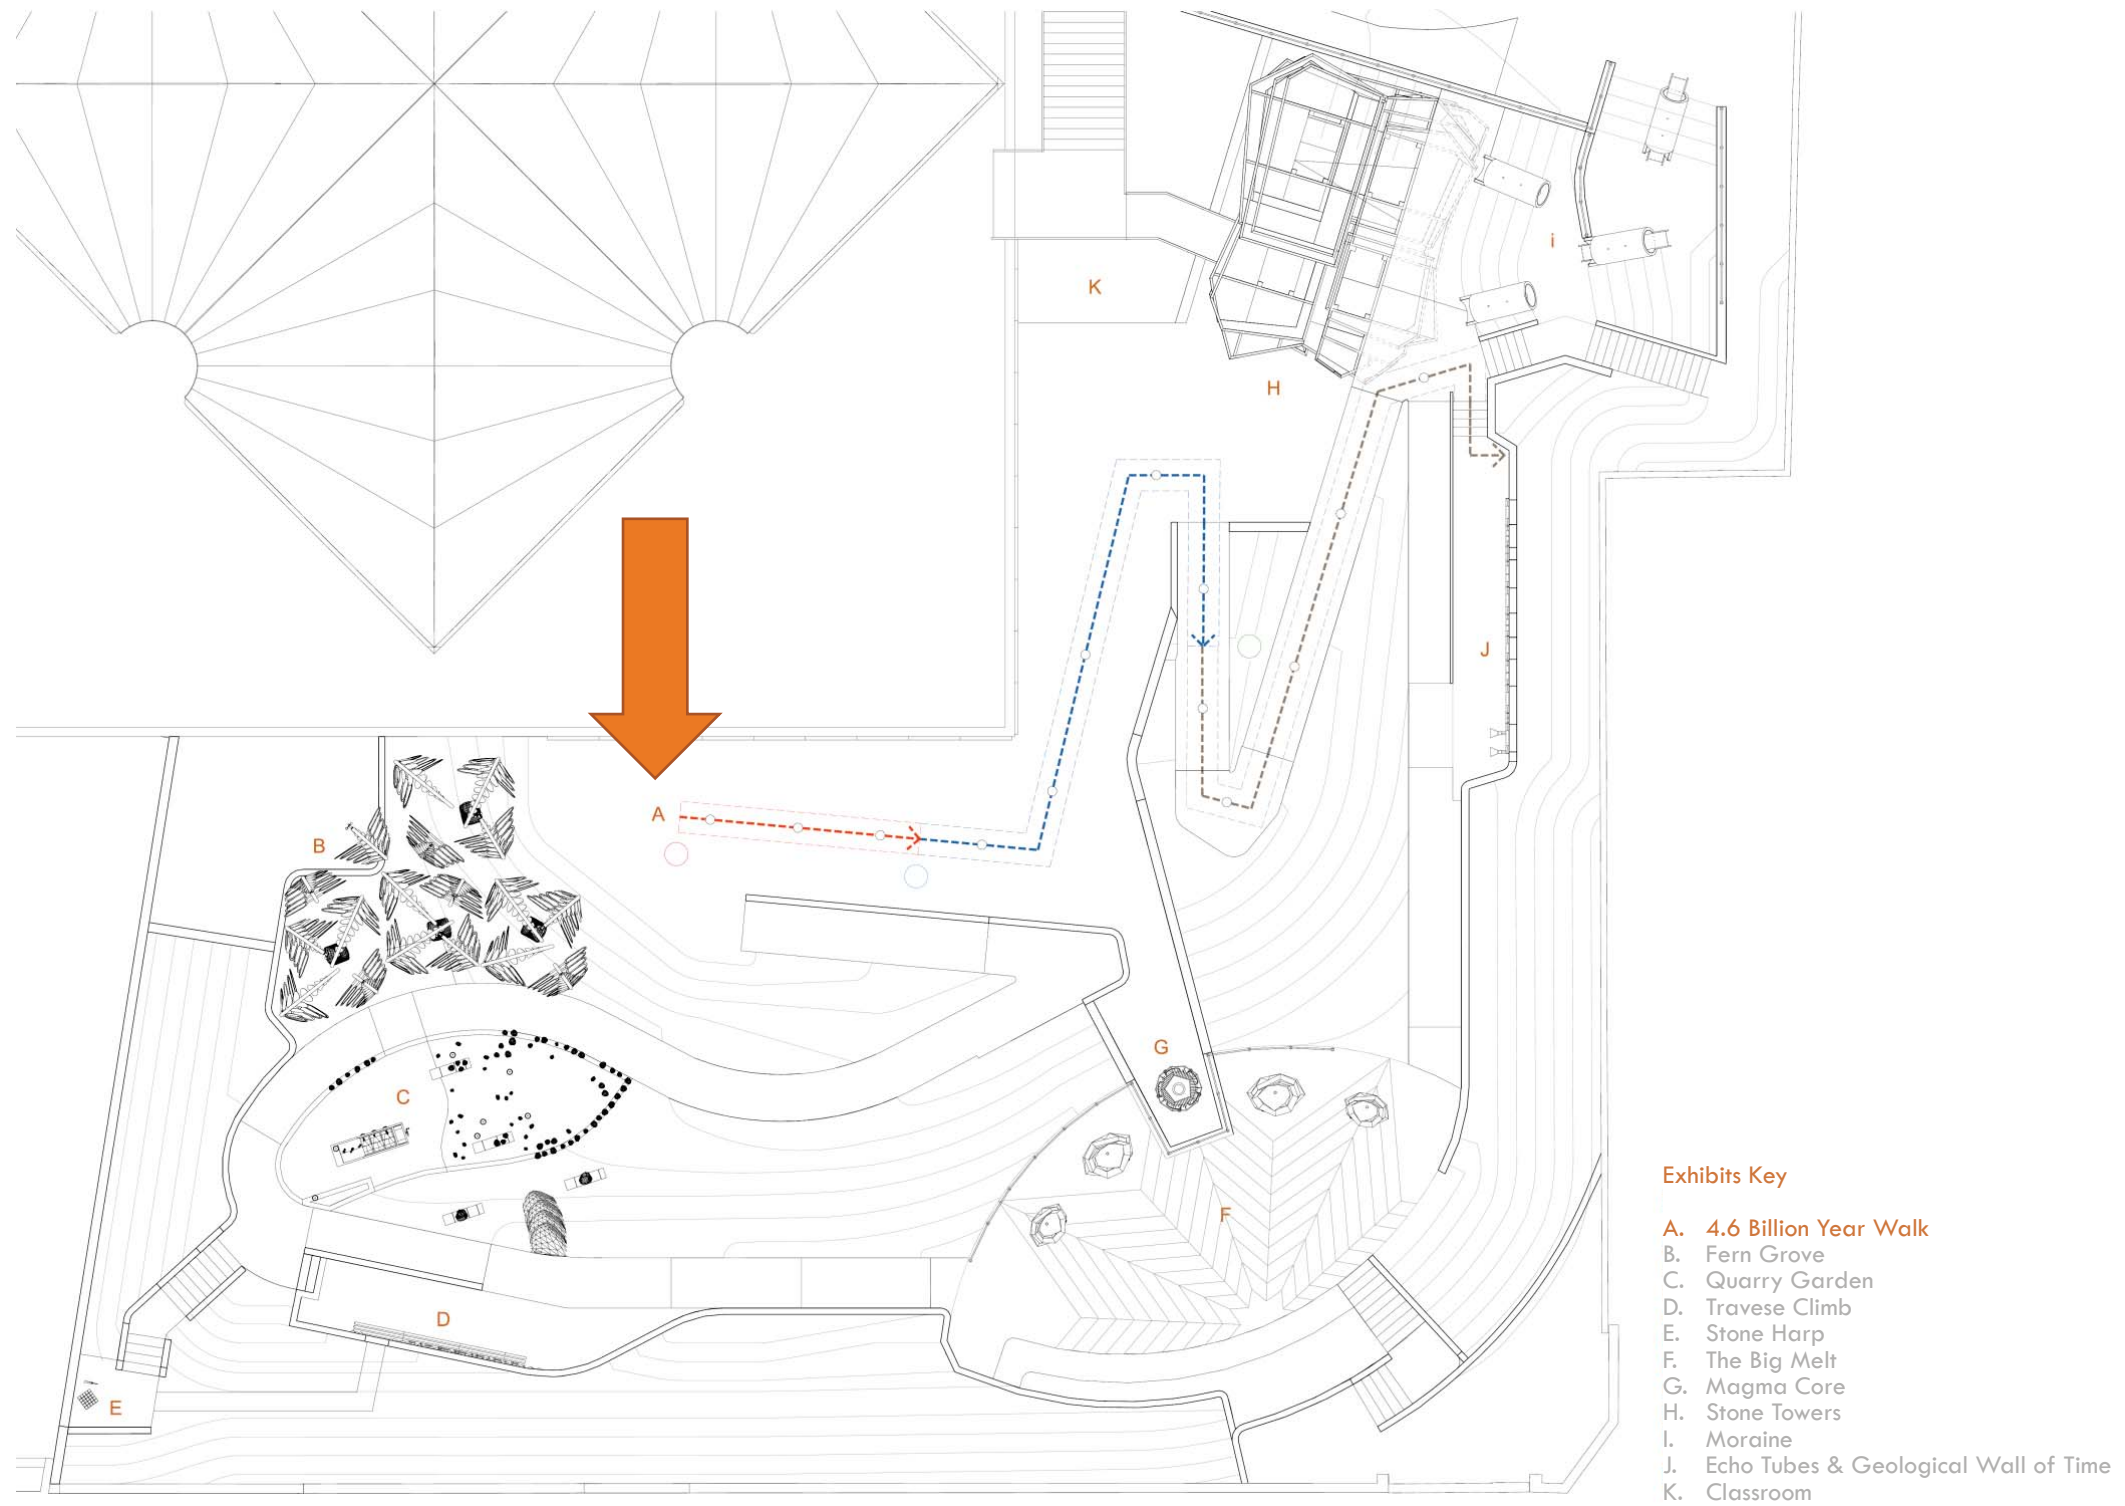 i
K
H
J
A
B
G
C
F
D
E
Exhibits Key
A. 4.6 Billion Year Walk
B. Fern Grove
C. Quarry Garden
D. Travese Climb
E. Stone Harp
F. The Big Melt
G. Magma Core
H. Stone Towers
I. Moraine
J. Echo Tubes & Geological Wall of Time
K. Classroom